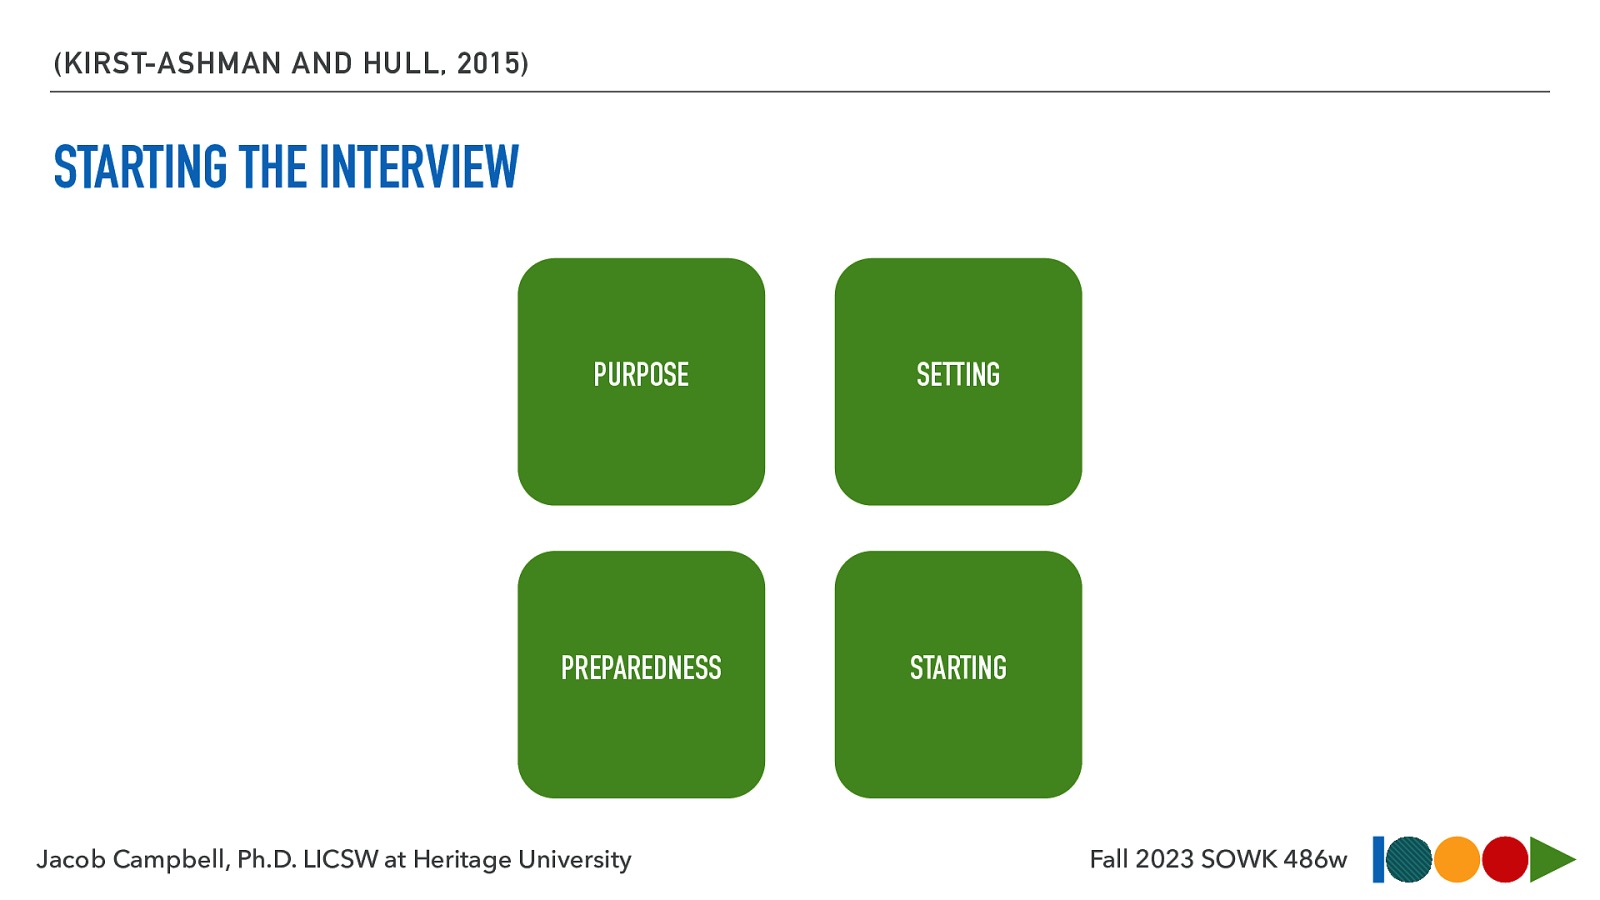 (KIRST-ASHMAN AND HULL, 2015)
STARTING THE INTERVIEW
PURPOSE
SETTING
PREPAREDNESS
STARTING
Jacob Campbell, Ph.D. LICSW at Heritage University
Fall 2023 SOWK 486w